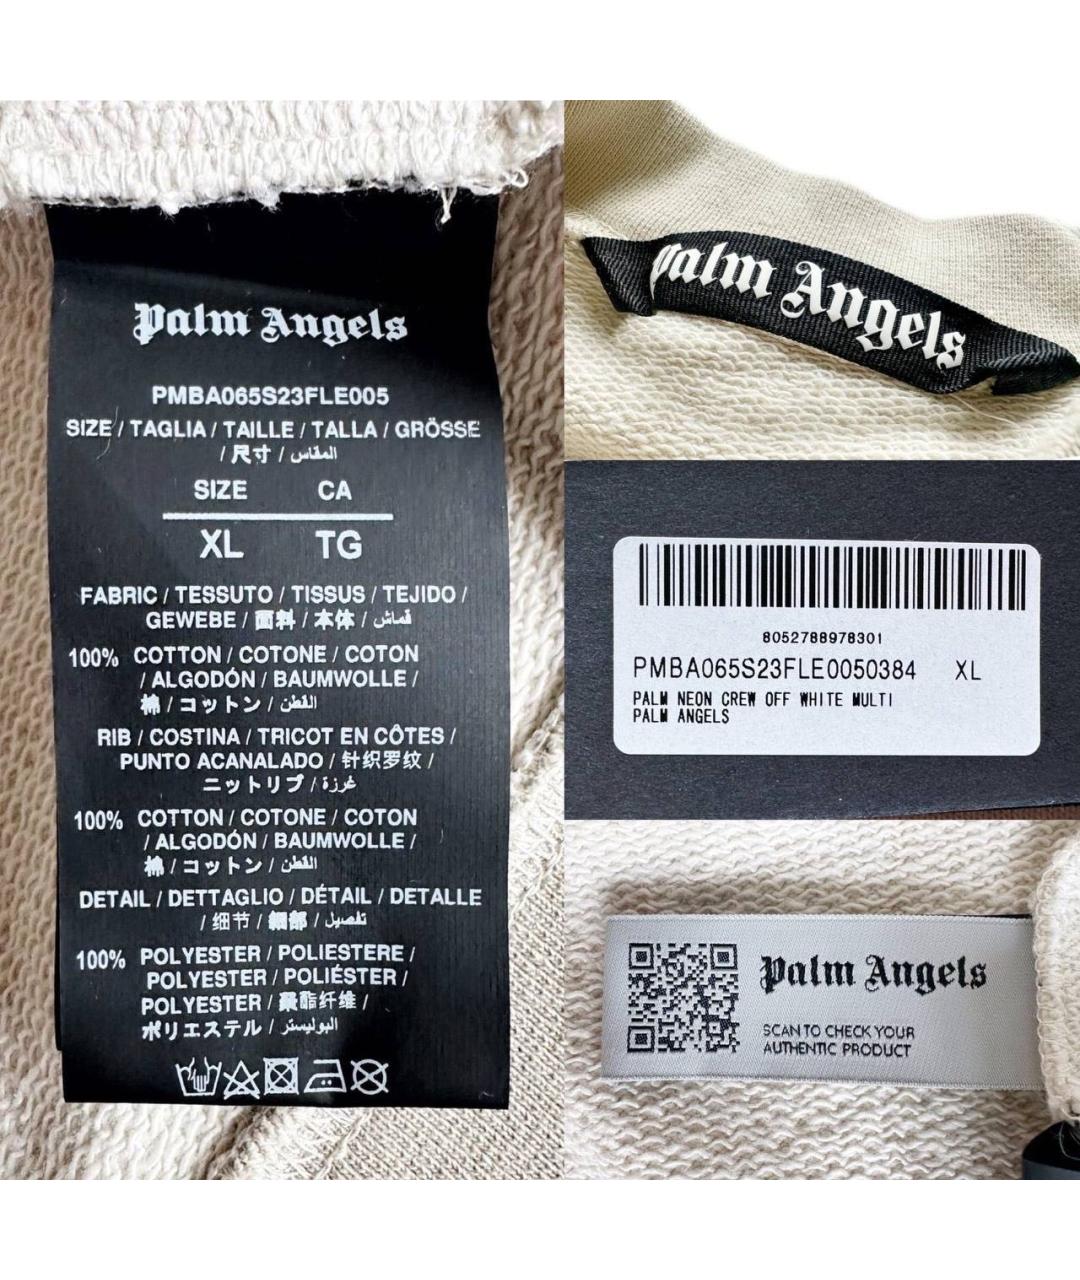 Palm Angels
PMBA065S23FLE005
SIZE / TAGLIA / TAILLE / TALLA / GRÖSSE
/ 尺寸 / المقاس
SIZE CA
XL TG
FABRIC / TESSUTO / TISSUS / TEJIDO /
GEWEBE / 面料 / 本体 / قماش
100% COTTON / COTONE / COTON
/ ALGODÓN / BAUMWOLLE /
棉 / コットン / القطن
RIB / COSTINA / TRICOT EN CÔTES /
PUNTO ACANALADO / 针织罗纹 /
ニットリブ / غرزة
100% COTTON / COTONE / COTON
/ ALGODÓN / BAUMWOLLE /
棉 / コットン / القطن
DETAIL / DETTAGLIO / DÉTAIL / DETALLE
/ 细节 / 細部 / تفصيل
100% POLYESTER / POLIESTERE /
POLYESTER / POLIÉSTER /
POLYESTER / 聚酯纤维 /
ポリエステル / البوليستر
Palm Angels
8052788978301
PMBA065S23FLE0050384 XL
PALM NEON CREW OFF WHITE MULTI
PALM ANGELS
Palm Angels
SCAN TO CHECK YOUR
AUTHENTIC PRODUCT